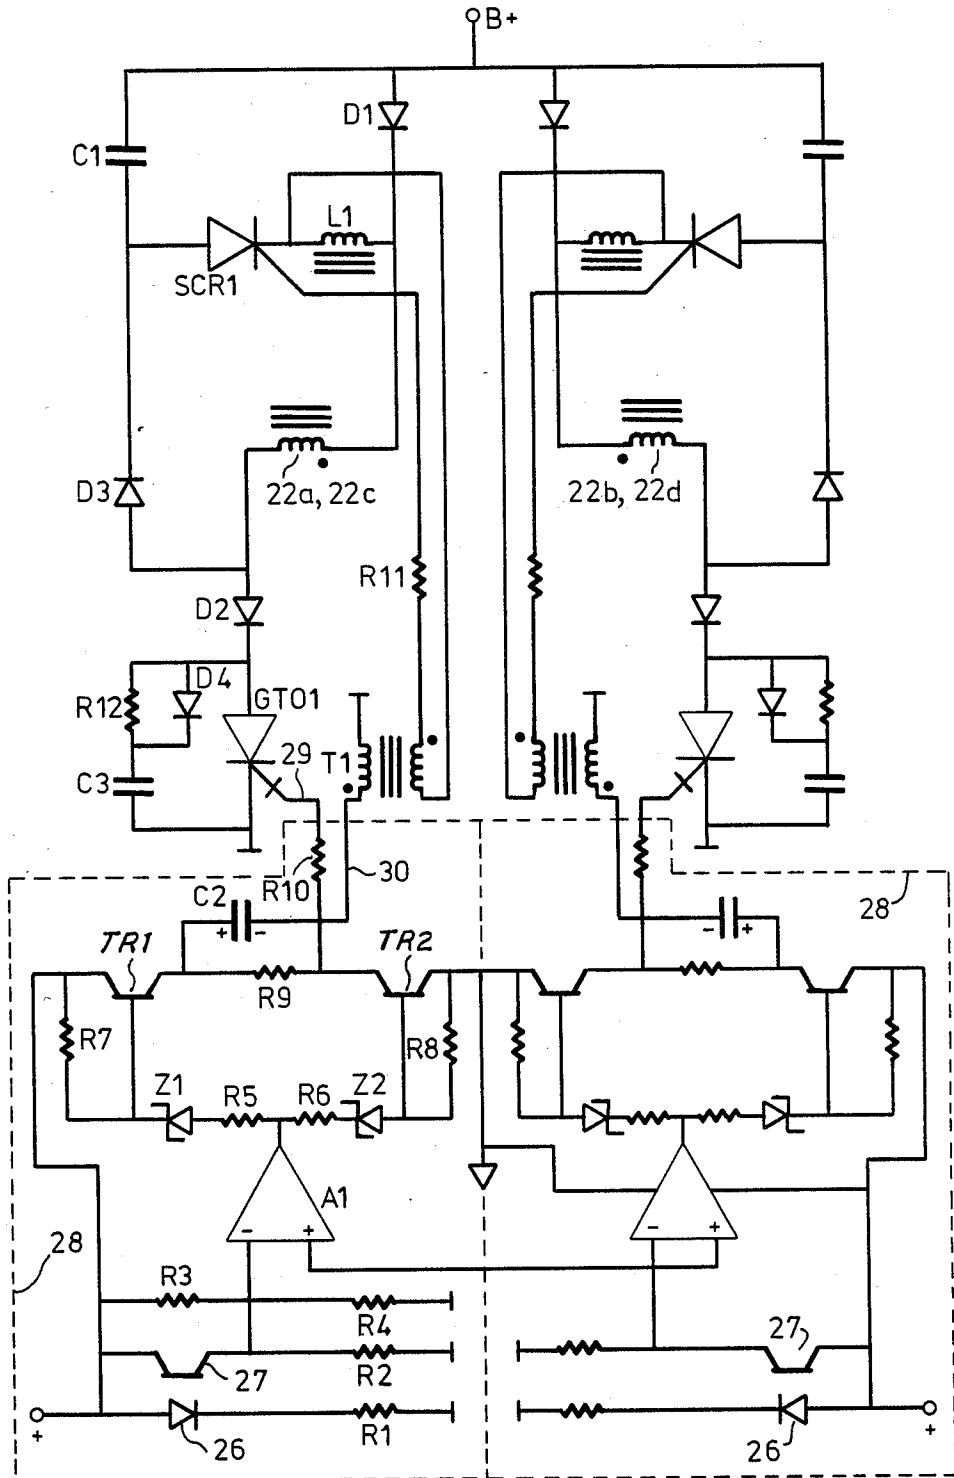 B+
D1
C1
L1
SCR1
22a, 22c
22b, 22d
D3
R11
D2
D4
R12
GTO1
29
T1
C3
R10
30
28
C2
+ -
- +
TR1
TR2
R9
R7
R8
Z1
R5
R6
Z2
A1
- +
- +
28
R3
R4
27
27
R2
+
26
R1
26
+